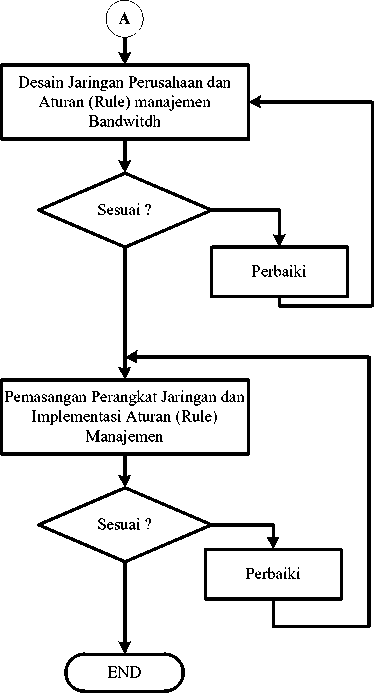 A
Desain Jaringan Perusahaan dan
Aturan (Rule) manajemen
Bandwitdh
Sesuai ?
Perbaiki
Pemasangan Perangkat Jaringan dan
Implementasi Aturan (Rule)
Manajemen
Sesuai ?
Perbaiki
END